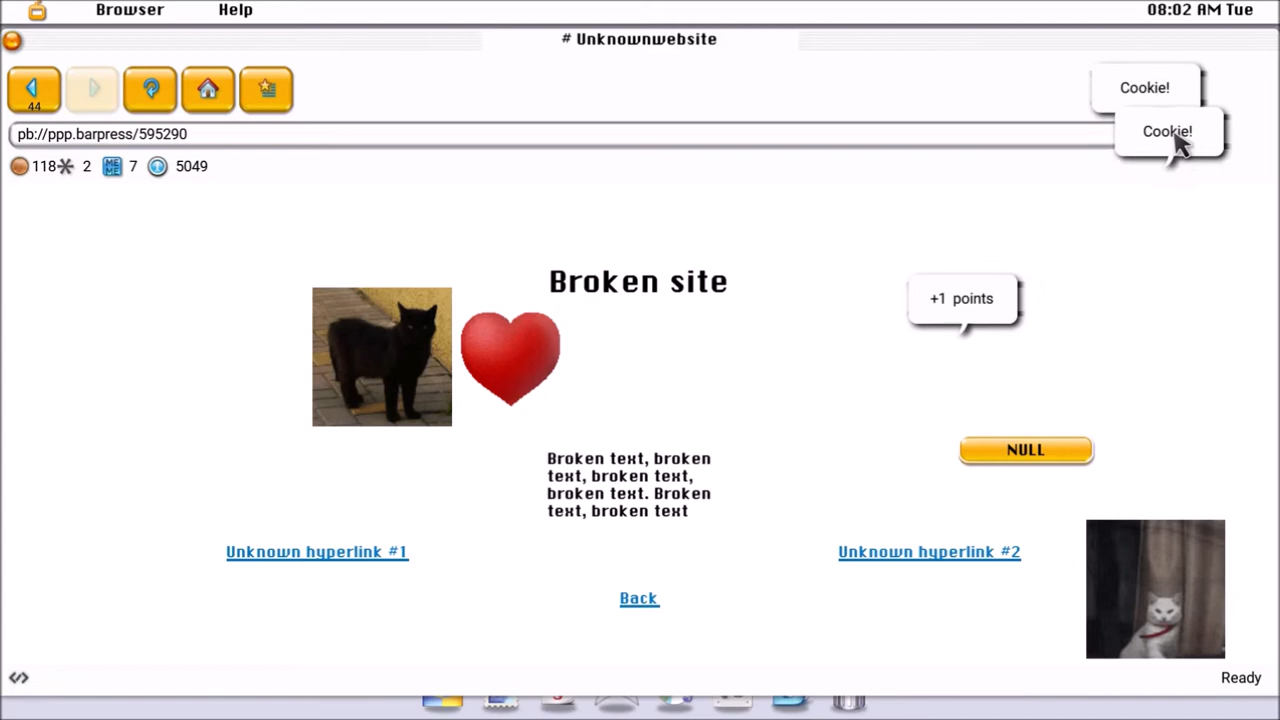 Browser Help 08:02 AM Tue
# Unknownwebsite
44
Cookie!
pb://ppp.barpress/595290
Cookie!
118 2 MEME 7 5049
Broken site
+1 points
NULL
Broken text, broken
text, broken text,
broken text. Broken
text, broken text
Unknown hyperlink #1
Unknown hyperlink #2
Back
Ready